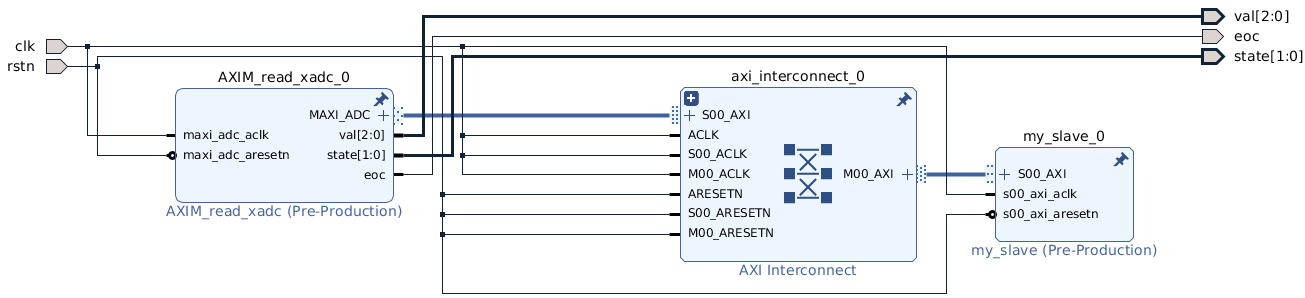 clk
rstn
val[2:0]
eoc
state[1:0]
AXIM_read_xadc_0
MAXI_ADC
maxi_adc_aclk
val[2:0]
maxi_adc_aresetn
state[1:0]
eoc
AXIM_read_xadc (Pre-Production)
axi_interconnect_0
S00_AXI
ACLK
S00_ACLK
M00_ACLK
M00_AXI
ARESETN
S00_ARESETN
M00_ARESETN
AXI Interconnect
my_slave_0
S00_AXI
s00_axi_aclk
s00_axi_aresetn
my_slave (Pre-Production)